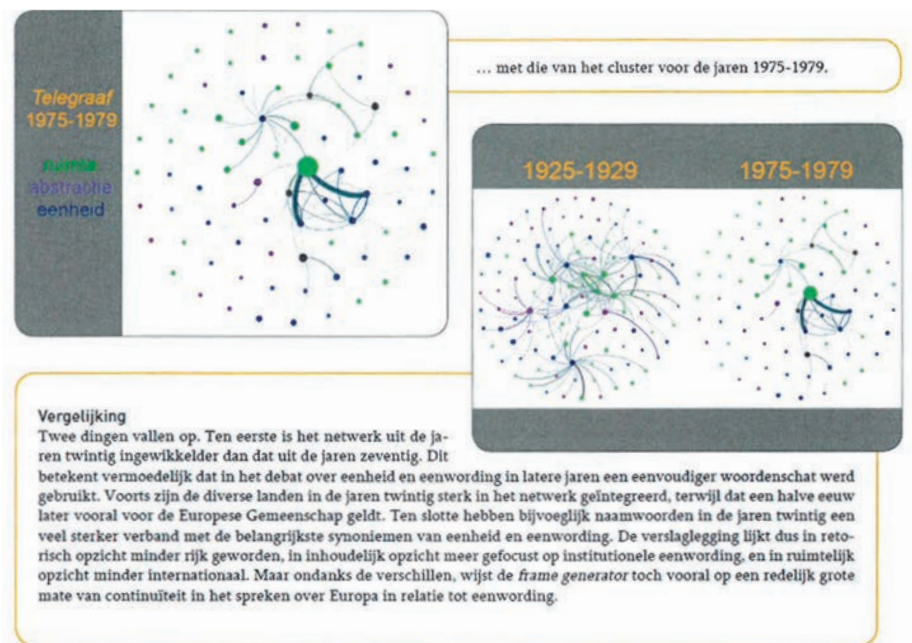 Telegraaf
1975-1979
ruimte
abstractie
eenheid
... met die van het cluster voor de jaren 1975-1979.
1925-1929
1975-1979
Vergelijking
Twee dingen vallen op. Ten eerste is het netwerk uit de ja-
ren twintig ingewikkelder dan dat uit de jaren zeventig. Dit
betekent vermoedelijk dat in het debat over eenheid en eenwording in latere jaren een eenvoudiger woordenschat werd
gebruikt. Voorts zijn de diverse landen in de jaren twintig sterk in het netwerk geïntegreerd, terwijl dat een halve eeuw
later vooral voor de Europese Gemeenschap geldt. Ten slotte hebben bijvoeglijk naamwoorden in de jaren twintig een
veel sterker verband met de belangrijkste synoniemen van eenheid en eenwording. De verslaglegging lijkt dus in reto-
risch opzicht minder rijk geworden, in inhoudelijk opzicht meer gefocust op institutionele eenwording, en in ruimtelijk
opzicht minder internationaal. Maar ondanks de verschillen, wijst de frame generator toch vooral op een redelijk grote
mate van continuïteit in het spreken over Europa in relatie tot eenwording.